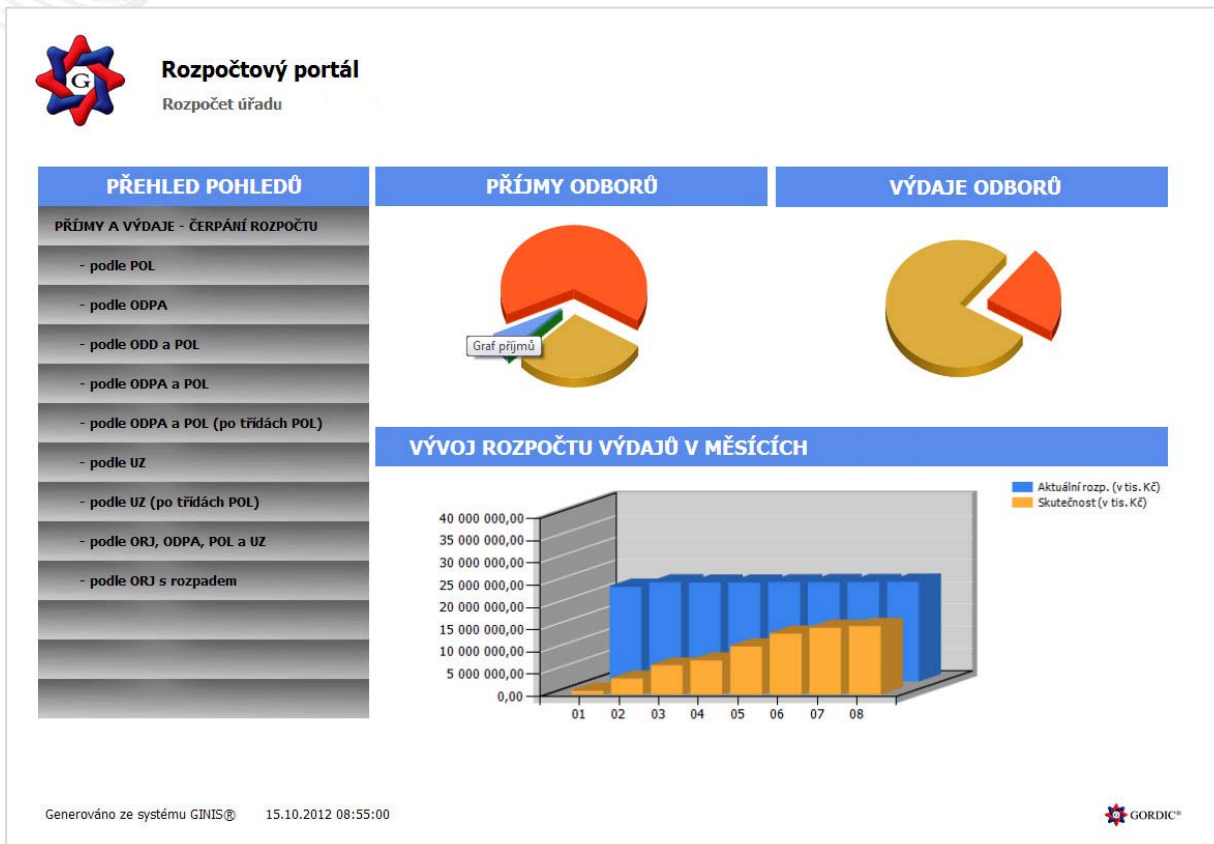 G
Rozpočtový portál
Rozpočet úřadu
PŘEHLED POHLEDŮ
PŘÍJMY A VÝDAJE - ČERPÁNÍ ROZPOČTU
- podle POL
- podle ODPA
- podle ODD a POL
- podle ODPA a POL
- podle ODPA a POL (po třídách POL)
- podle UZ
- podle UZ (po třídách POL)
- podle ORJ, ODPA, POL a UZ
- podle ORJ s rozpadem
PŘÍJMY ODBORŮ
Graf příjmů
VÝDAJE ODBORŮ
VÝVOJ ROZPOČTU VÝDAJŮ V MĚSÍCÍCH
Aktuální rozp. (v tis. Kč)
Skutečnost (v tis. Kč)
40 000 000,00
35 000 000,00
30 000 000,00
25 000 000,00
20 000 000,00
15 000 000,00
10 000 000,00
5 000 000,00
0,00
01 02 03 04 05 06 07 08
Generováno ze systému GINIS® 15.10.2012 08:55:00
GORDIC®